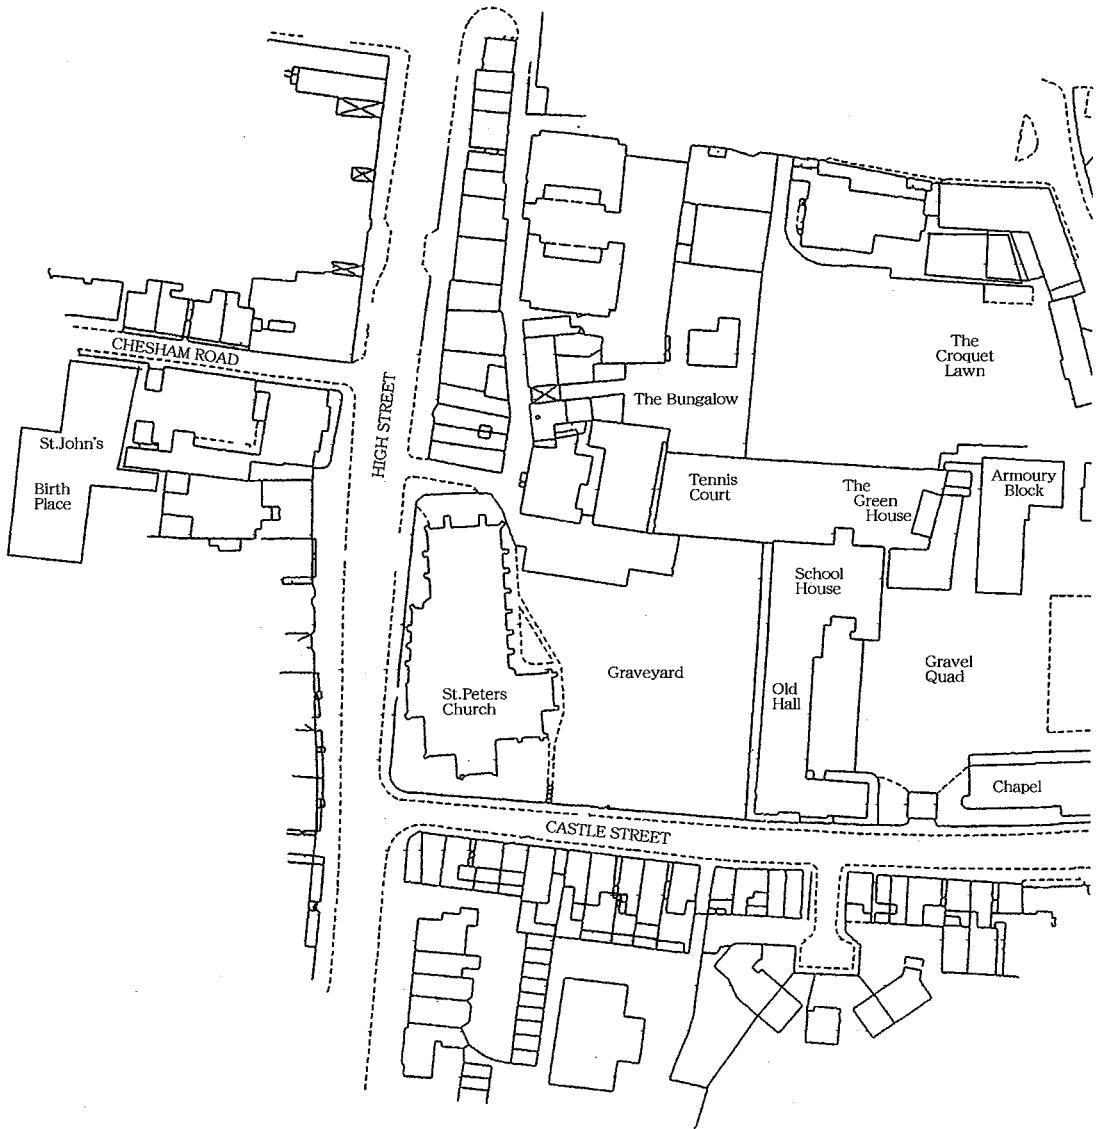 The
Croquet
Lawn
CHESHAM ROAD
HIGH STREET
The Bungalow
St.John's
Birth
Place
Tennis
Court
The
Green
House
Armoury
Block
School
House
Graveyard
Gravel
Quad
St.Peters
Church
Old
Hall
Chapel
CASTLE STREET